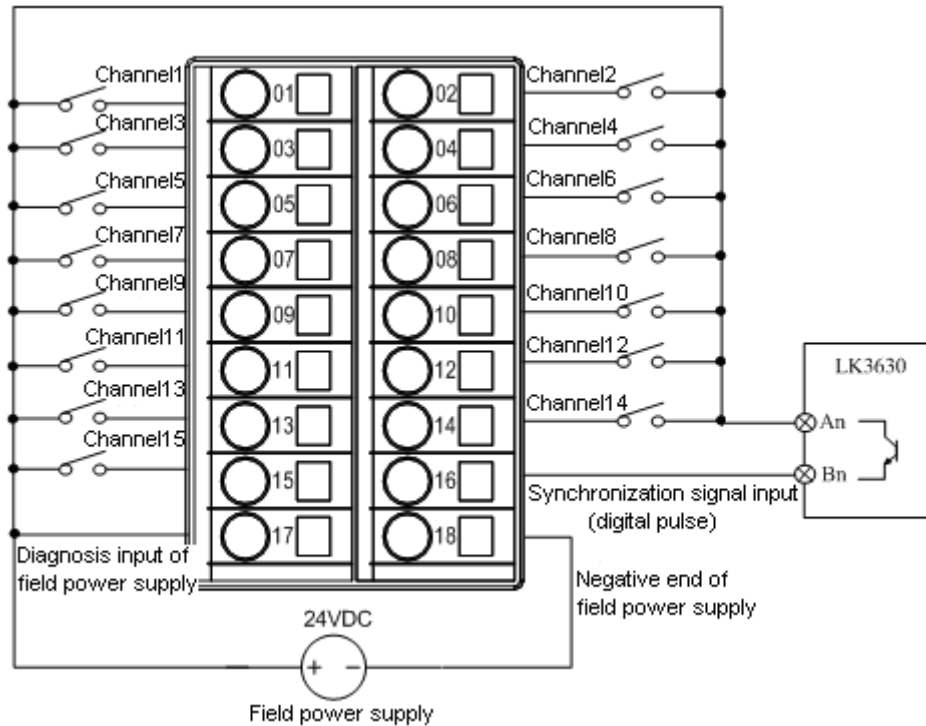 Channel1
01
02
Channel2
Channel3
03
04
Channel4
Channel5
05
06
Channel6
Channel7
07
08
Channel8
Channel9
09
10
Channel10
Channel11
11
12
Channel12
LK3630
Channel13
13
14
Channel14
An
Channel15
15
16
Bn
Synchronization signal input
(digital pulse)
17
18
Diagnosis input of
field power supply
Negative end of
field power supply
24VDC
+ −
Field power supply